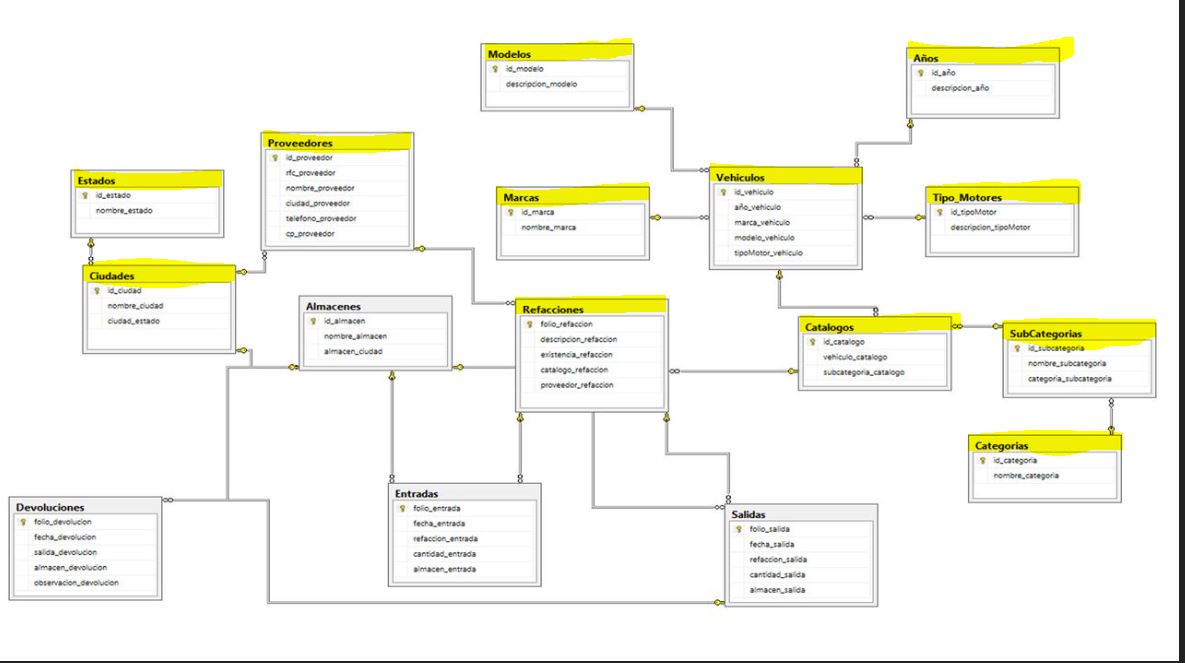 Modelos
id_modelo
descripcion_modelo
Años
id_año
descripcion_año
Proveedores
id_proveedor
rfc_proveedor
nombre_proveedor
ciudad_proveedor
telefono_proveedor
cp_proveedor
Estados
id_estado
nombre_estado
Marcas
id_marca
nombre_marca
Vehiculos
id_vehiculo
año_vehiculo
marca_vehiculo
modelo_vehiculo
tipoMotor_vehiculo
Tipo_Motores
id_tipoMotor
descripcion_tipoMotor
Ciudades
id_ciudad
nombre_ciudad
ciudad_estado
Almacenes
id_almacen
nombre_almacen
almacen_ciudad
Refacciones
folio_refaccion
descripcion_refaccion
existencia_refaccion
catalogo_refaccion
proveedor_refaccion
Catalogos
id_catalogo
vehiculo_catalogo
subcategoria_catalogo
SubCategorias
id_subcategoria
nombre_subcategoria
categoria_subcategoria
Categorias
id_categoria
nombre_categoria
Devoluciones
folio_devolucion
fecha_devolucion
salida_devolucion
almacen_devolucion
observacion_devolucion
Entradas
folio_entrada
fecha_entrada
refaccion_entrada
cantidad_entrada
almacen_entrada
Salidas
folio_salida
fecha_salida
refaccion_salida
cantidad_salida
almacen_salida